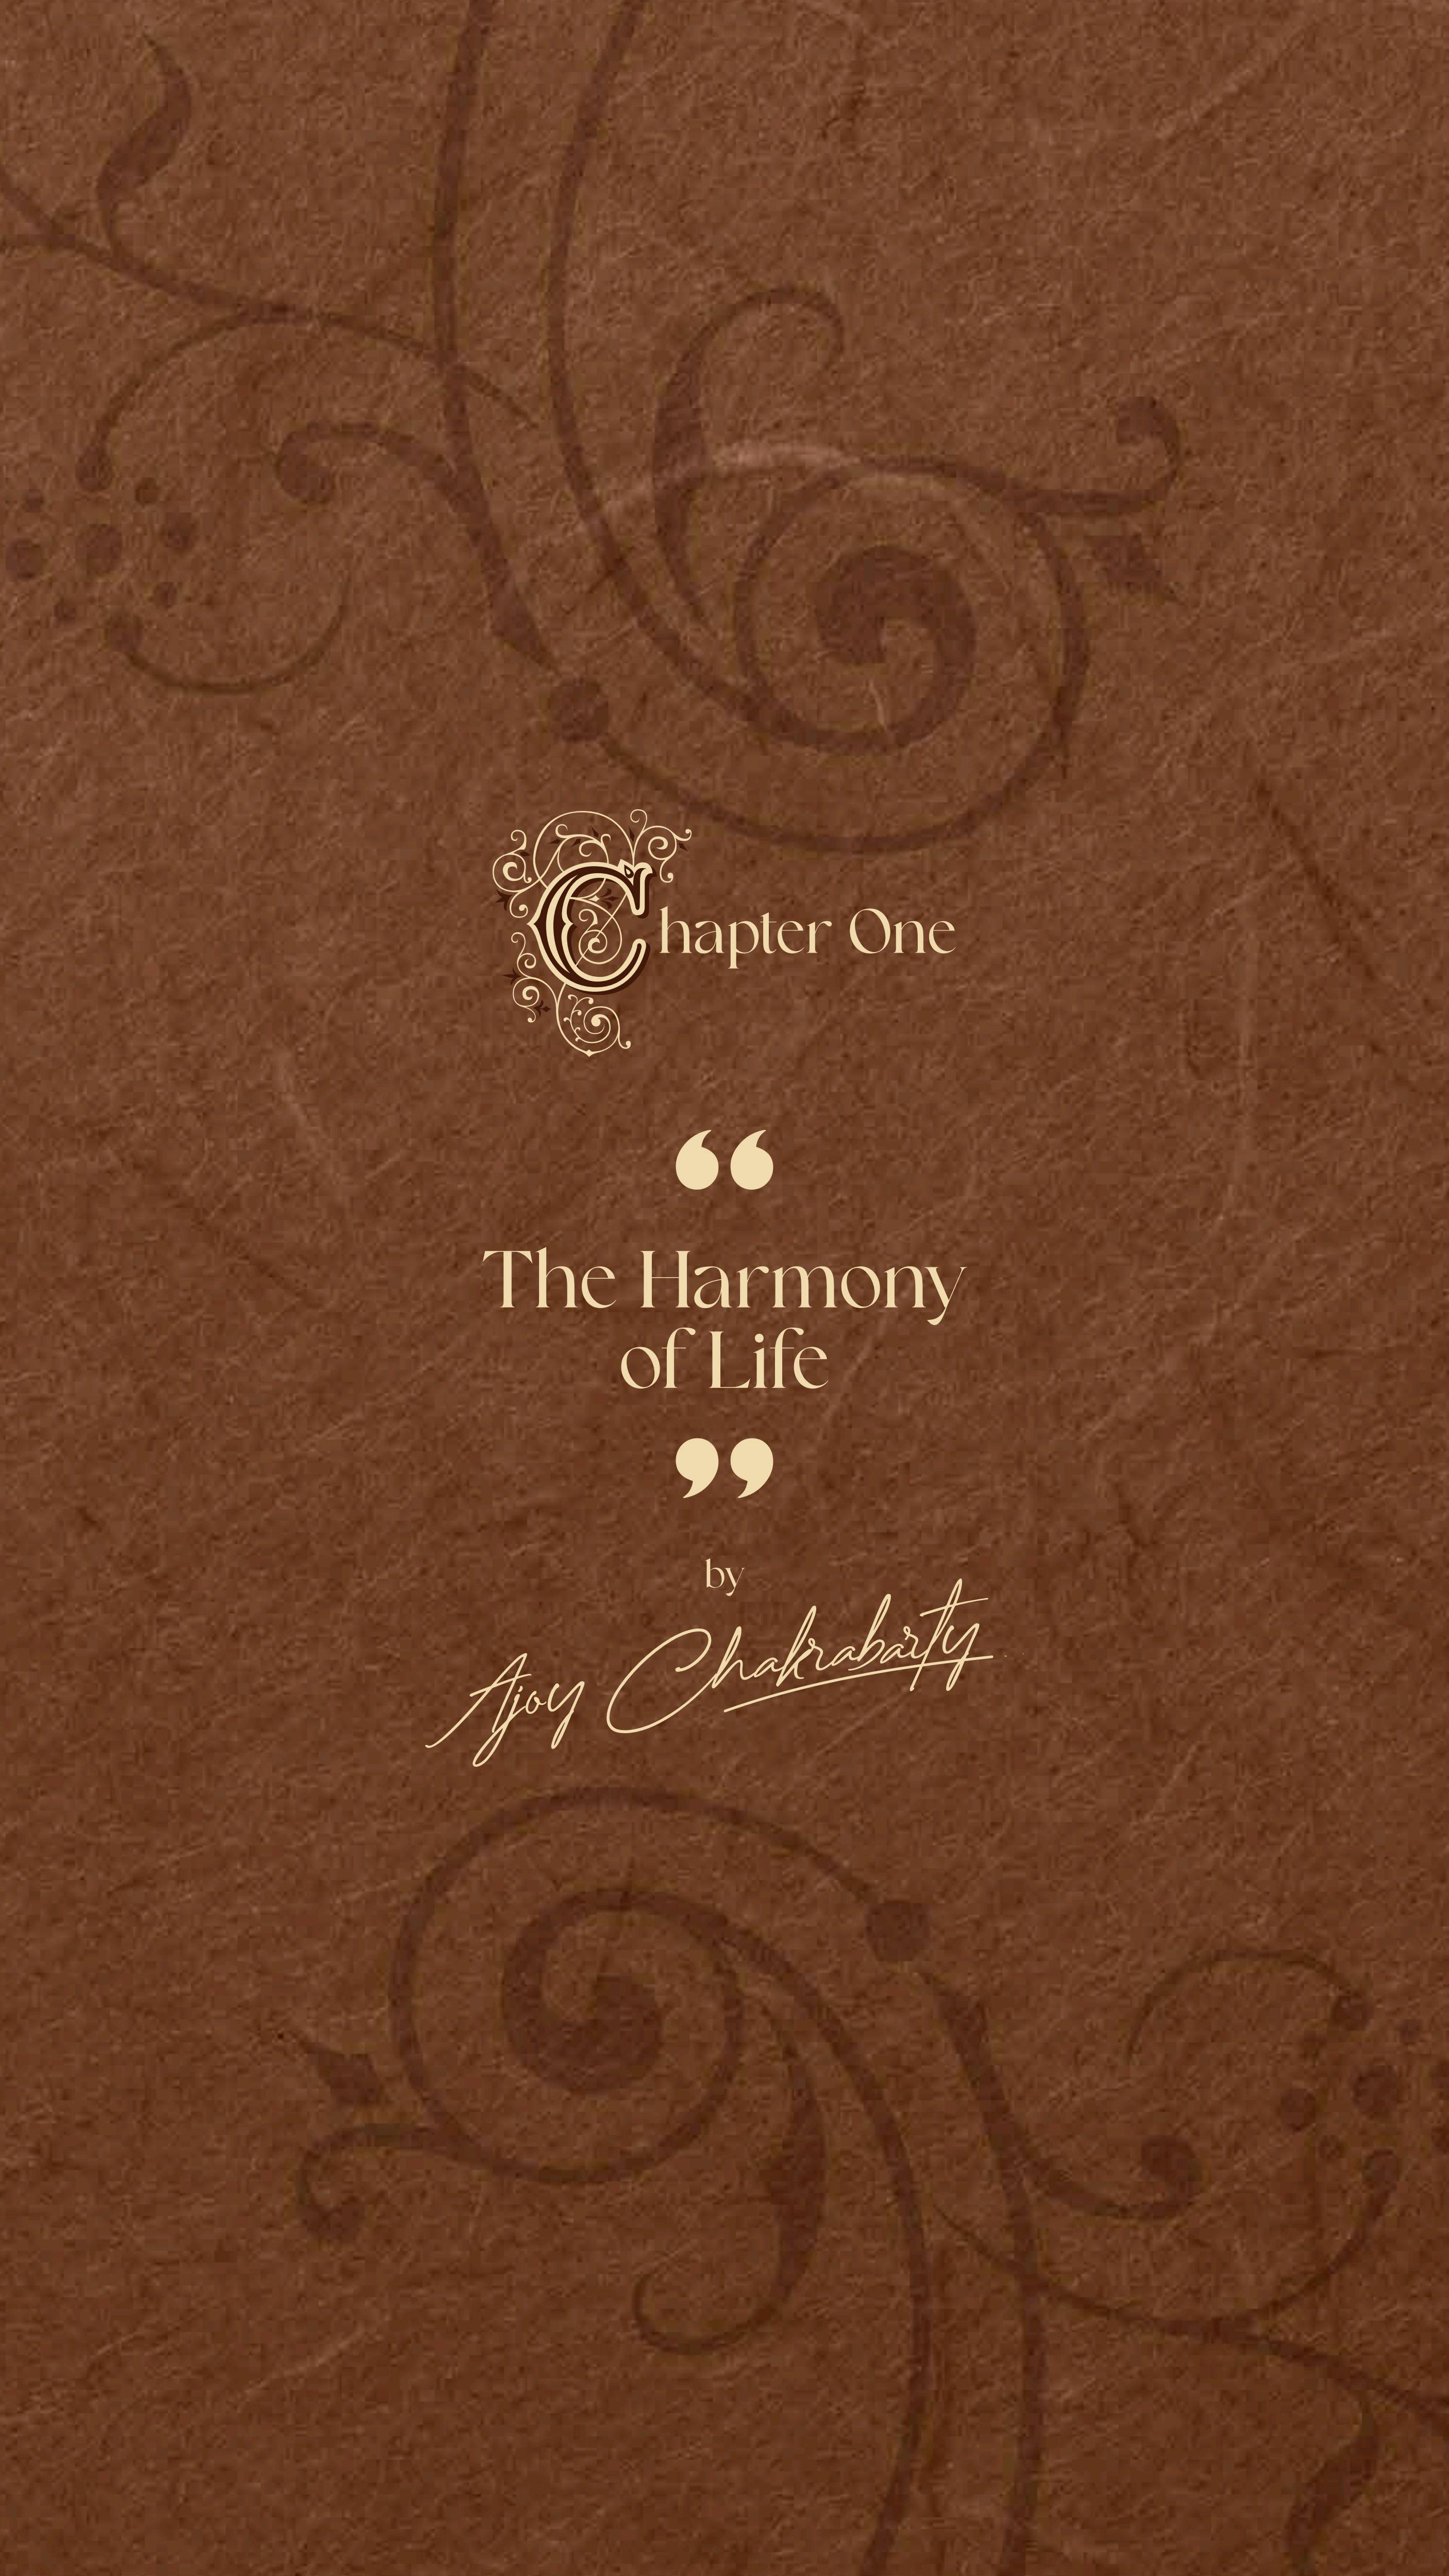 Chapter One
“
The Harmony
of Life
”
by
Ajoy Chakrabarty